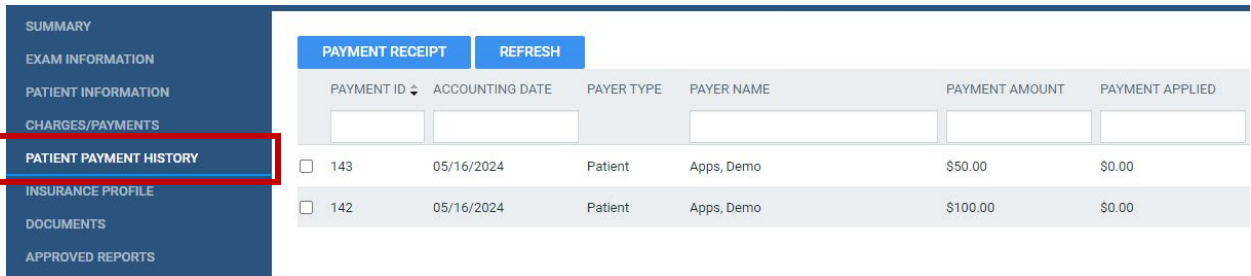 SUMMARY
EXAM INFORMATION
PATIENT INFORMATION
CHARGES/PAYMENTS
PATIENT PAYMENT HISTORY
INSURANCE PROFILE
DOCUMENTS
APPROVED REPORTS
PAYMENT RECEIPT REFRESH
PAYMENT ID ACCOUNTING DATE PAYER TYPE PAYER NAME PAYMENT AMOUNT PAYMENT APPLIED
143 05/16/2024 Patient Apps, Demo $50.00 $0.00
142 05/16/2024 Patient Apps, Demo $100.00 $0.00